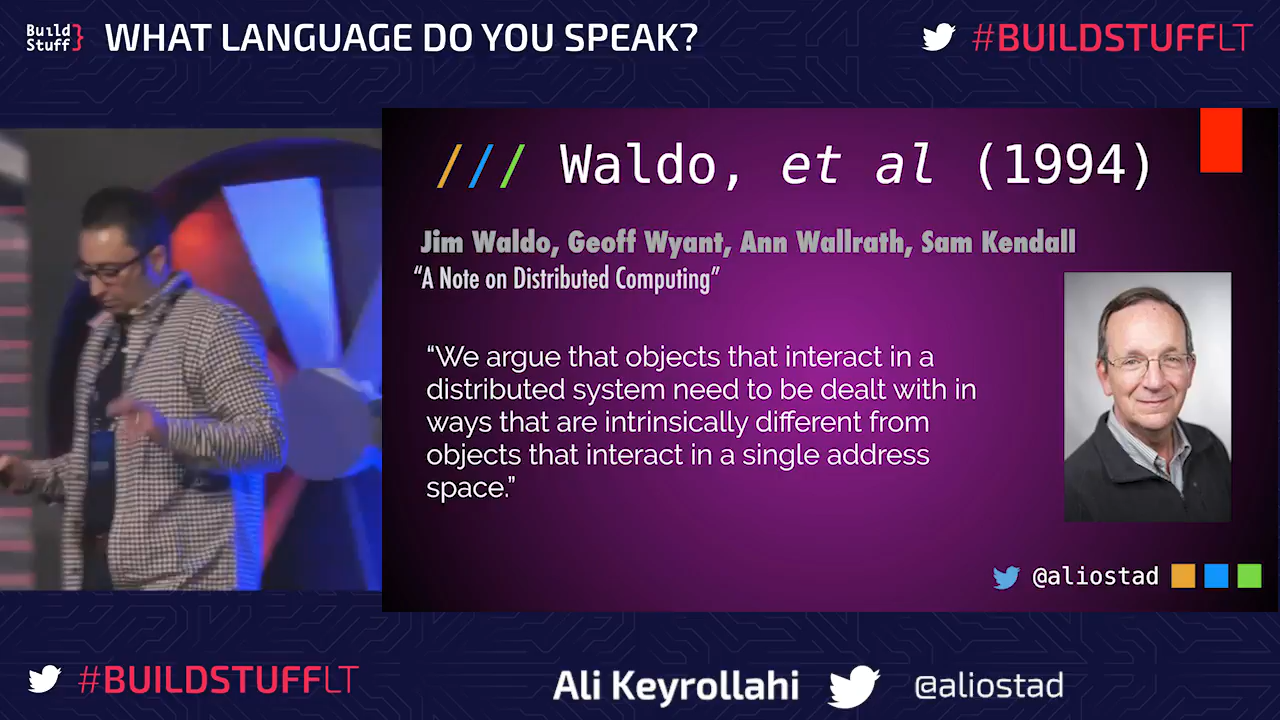 Build
Stuff}
WHAT LANGUAGE DO YOU SPEAK?
#BUILDSTUFFLT
/// Waldo, et al (1994)
Jim Waldo, Geoff Wyant, Ann Wallrath, Sam Kendall
“A Note on Distributed Computing”
“We argue that objects that interact in a
distributed system need to be dealt with in
ways that are intrinsically different from
objects that interact in a single address
space.”
@aliostad
#BUILDSTUFFLT
Ali Keyrollahi
@aliostad